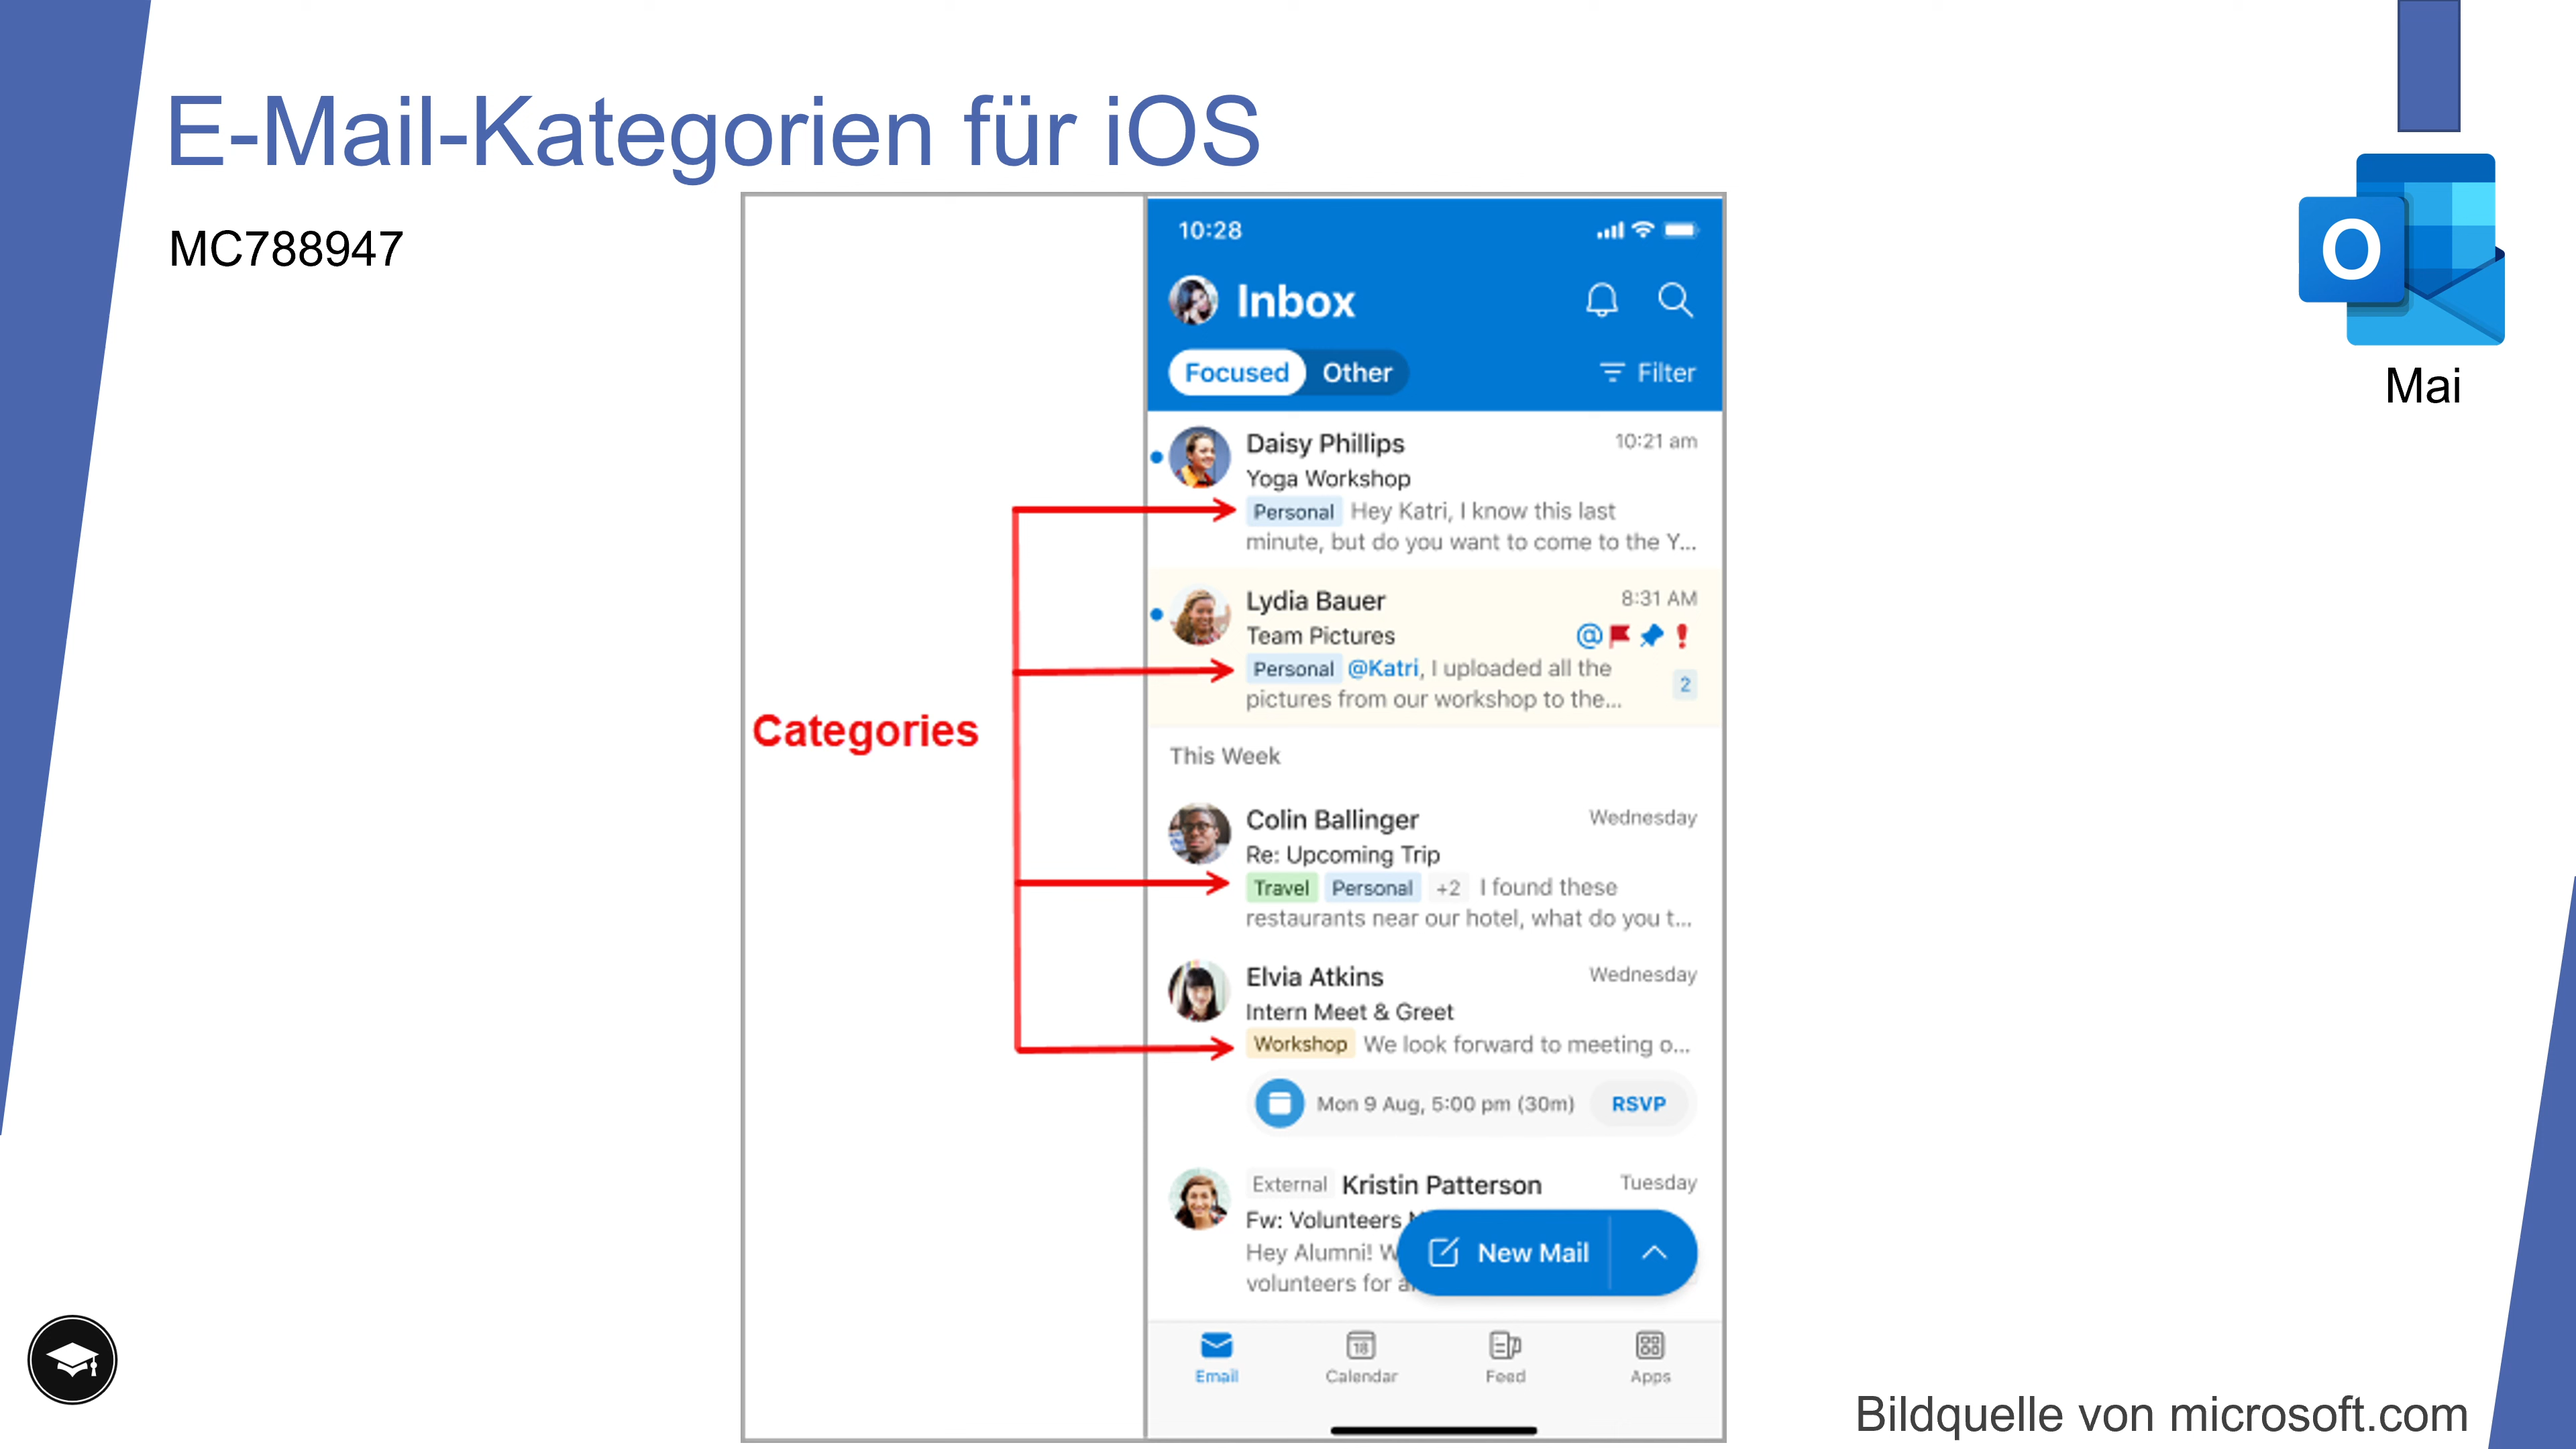 E-Mail-Kategorien für iOS
MC788947
O
Mai
10:28
Inbox
Focused Other Filter
Daisy Phillips 10:21 am
Yoga Workshop
Personal Hey Katri, I know this last
minute, but do you want to come to the Y...
Lydia Bauer 8:31 AM
Team Pictures @
Personal @Katri, I uploaded all the
pictures from our workshop to the... 2
Categories
This Week
Colin Ballinger Wednesday
Re: Upcoming Trip
Travel Personal +2 I found these
restaurants near our hotel, what do you t...
Elvia Atkins Wednesday
Intern Meet & Greet
Workshop We look forward to meeting o...
Mon 9 Aug, 5:00 pm (30m) RSVP
External Kristin Patterson Tuesday
Fw: Volunteers
Hey Alumni!
volunteers for
New Mail
18
Email Calendar Feed Apps
Bildquelle von microsoft.com